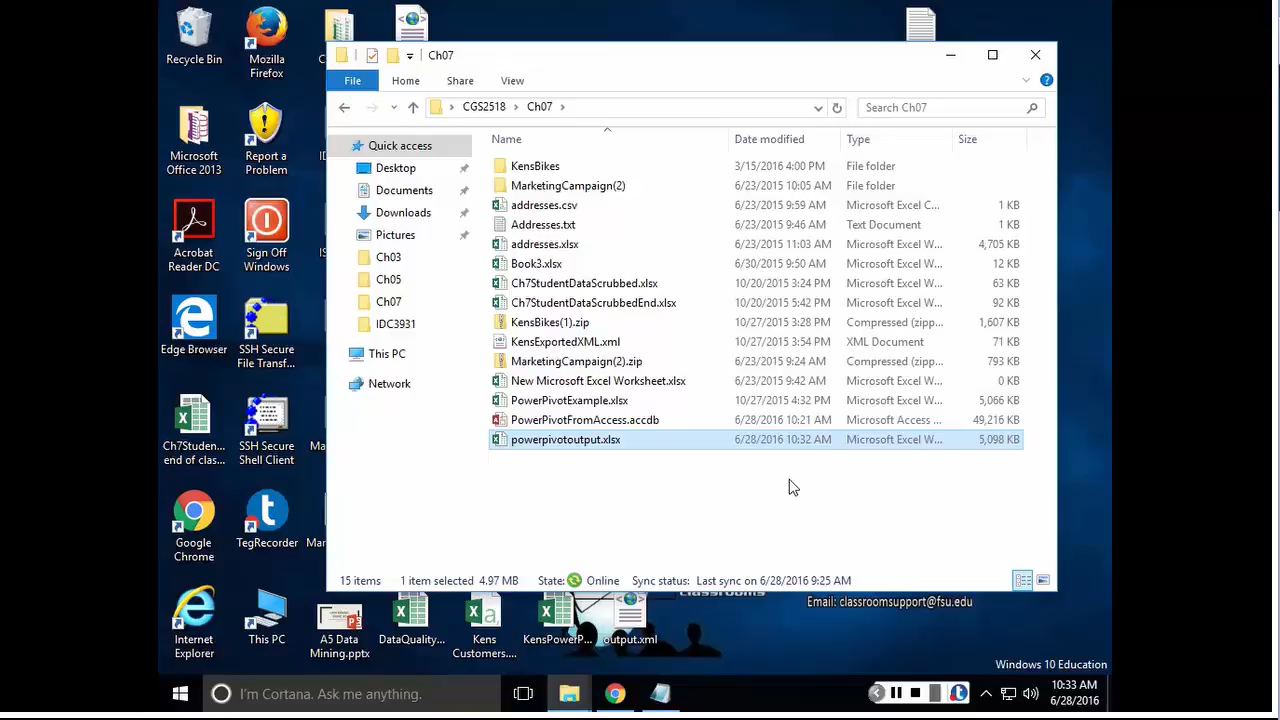 Recycle Bin
Mozilla
Firefox
Microsoft
Office 2013
Report a
Problem
Acrobat
Reader DC
Sign Off
Windows
Edge Browser
SSH Secure
File Transf...
Ch7Studen...
end of clas...
SSH Secure
Shell Client
Google
Chrome
TegRecorder
Internet
Explorer
This PC
A5 Data
Mining.pptx
DataQuality...
Kens
Customers....
KensPowerP...
output.xml
Ch07
File
Home
Share
View
CGS2518
Ch07
Search Ch07
Quick access
Desktop
Documents
Downloads
Pictures
Ch03
Ch05
Ch07
IDC3931
This PC
Network
Name Date modified Type Size
KensBikes 3/15/2016 4:00 PM File folder
MarketingCampaign(2) 6/23/2015 10:05 AM File folder
addresses.csv 6/23/2015 9:59 AM Microsoft Excel C... 1 KB
Addresses.txt 6/23/2015 9:46 AM Text Document 1 KB
addresses.xlsx 6/23/2015 11:03 AM Microsoft Excel W... 4,705 KB
Book3.xlsx 6/30/2015 9:50 AM Microsoft Excel W... 12 KB
Ch7StudentDataScrubbed.xlsx 10/20/2015 3:24 PM Microsoft Excel W... 63 KB
Ch7StudentDataScrubbedEnd.xlsx 10/20/2015 5:42 PM Microsoft Excel W... 92 KB
KensBikes(1).zip 10/27/2015 3:28 PM Compressed (zipp... 1,607 KB
KensExportedXML.xml 10/27/2015 3:54 PM XML Document 71 KB
MarketingCampaign(2).zip 6/23/2015 9:24 AM Compressed (zipp... 793 KB
New Microsoft Excel Worksheet.xlsx 6/23/2015 9:42 AM Microsoft Excel W... 0 KB
PowerPivotExample.xlsx 10/27/2015 4:32 PM Microsoft Excel W... 5,066 KB
PowerPivotFromAccess.accdb 6/28/2016 10:21 AM Microsoft Access ... 49,216 KB
powerpivotoutput.xlsx 6/28/2016 10:32 AM Microsoft Excel W... 5,098 KB
15 items 1 item selected 4.97 MB State: Online Sync status: Last sync on 6/28/2016 9:25 AM
Email: classroomsupport@fsu.edu
Windows 10 Education
I'm Cortana. Ask me anything.
10:33 AM
6/28/2016